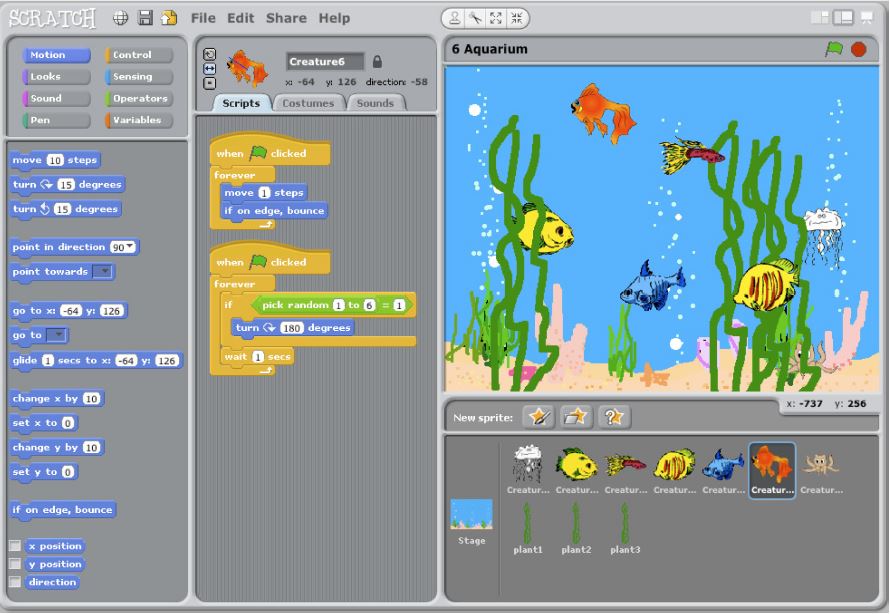 SCRATCH File Edit Share Help
Motion Control
Looks Sensing
Sound Operators
Pen Variables
move 10 steps
turn 15 degrees
turn 15 degrees
point in direction 90
point towards
go to x: -64 y: 126
go to
glide 1 secs to x: -64 y: 126
change x by 10
set x to 0
change y by 10
set y to 0
if on edge, bounce
x position
y position
direction
Creature6
x: -64 y: 126 direction: -58
Scripts Costumes Sounds
when clicked
forever
move 1 steps
if on edge, bounce
when clicked
forever
if pick random 1 to 6 = 1
turn 180 degrees
wait 1 secs
6 Aquarium
x: -737 y: 256
New sprite:
Creatur... Creatur... Creatur... Creatur... Creatur... Creatur... Creatur...
Stage
plant1 plant2 plant3